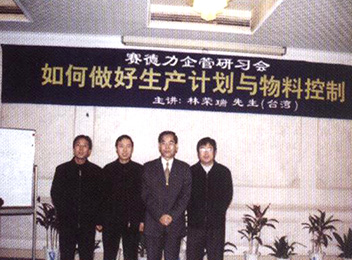 赛德力企管研习会
如何做好生产计划与物料控制
主讲:林荣瑞 先生(台湾)